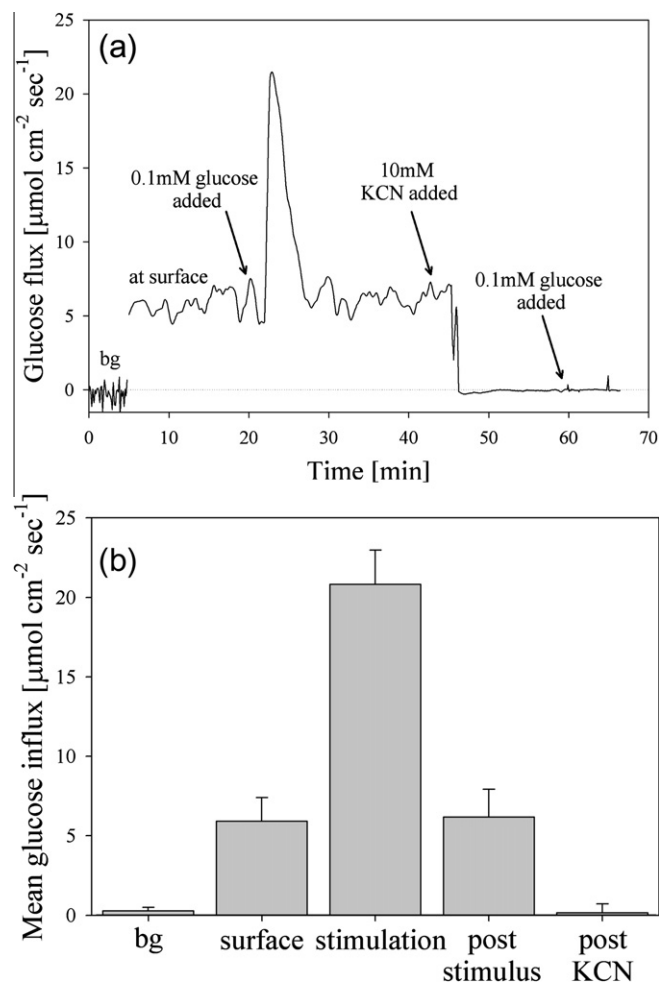 (a)
Glucose flux [µmol cm⁻² sec⁻¹]
25
20
15
10
5
0
0.1mM glucose
added
10mM
KCN added
at surface
0.1mM glucose
added
bg
0 10 20 30 40 50 60 70
Time [min]
(b)
Mean glucose influx [µmol cm⁻² sec⁻¹]
25
20
15
10
5
0
bg surface stimulation post stimulus post KCN